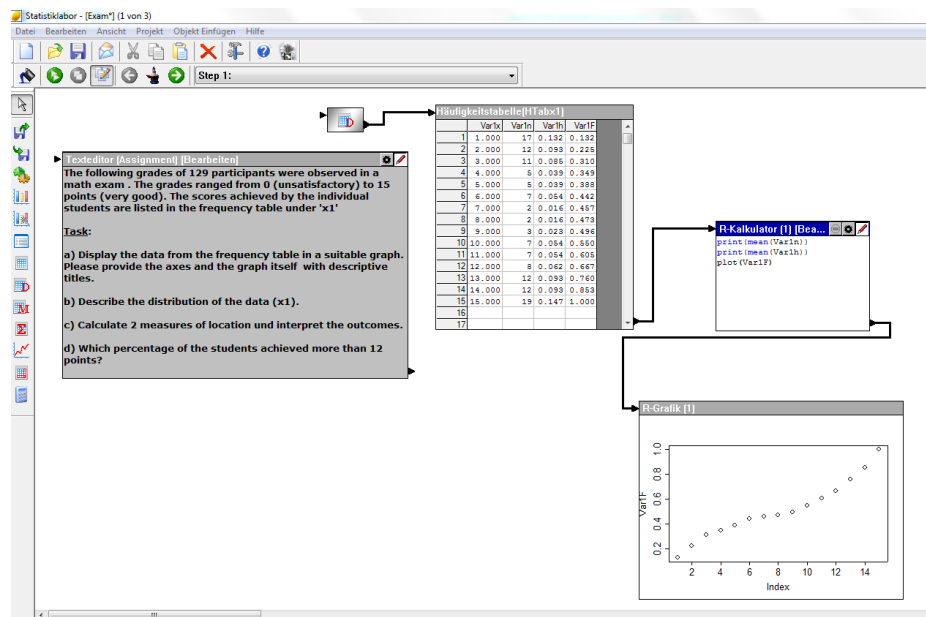 Statistiklabor - [Exam*] (1 von 3)
Datei Bearbeiten Ansicht Projekt Objekt Einfügen Hilfe
Step 1:
Texteditor [Assignment] [Bearbeiten]
The following grades of 129 participants were observed in a
math exam . The grades ranged from 0 (unsatisfactory) to 15
points (very good). The scores achieved by the individual
students are listed in the frequency table under 'x1'
Task:
a) Display the data from the frequency table in a suitable graph.
Please provide the axes and the graph itself with descriptive
titles.
b) Describe the distribution of the data (x1).
c) Calculate 2 measures of location und interpret the outcomes.
d) Which percentage of the students achieved more than 12
points?
Häufigkeitstabelle[HTabx1]
Var1x Var1n Var1h Var1F
1 1.000 17 0.132 0.132
2 2.000 12 0.093 0.225
3 3.000 11 0.085 0.310
4 4.000 5 0.039 0.349
5 5.000 5 0.039 0.388
6 6.000 7 0.054 0.442
7 7.000 2 0.016 0.457
8 8.000 2 0.016 0.473
9 9.000 3 0.023 0.496
10 10.000 7 0.054 0.550
11 11.000 7 0.054 0.605
12 12.000 8 0.062 0.667
13 13.000 12 0.093 0.760
14 14.000 12 0.093 0.853
15 15.000 19 0.147 1.000
16
17
R-Kalkulator (1) [Bea...
print(mean(Var1n))
print(mean(Var1h))
plot(Var1F)
R-Grafik (1)
Var1F
1.0
0.8
0.6
0.4
0.2
2 4 6 8 10 12 14
Index